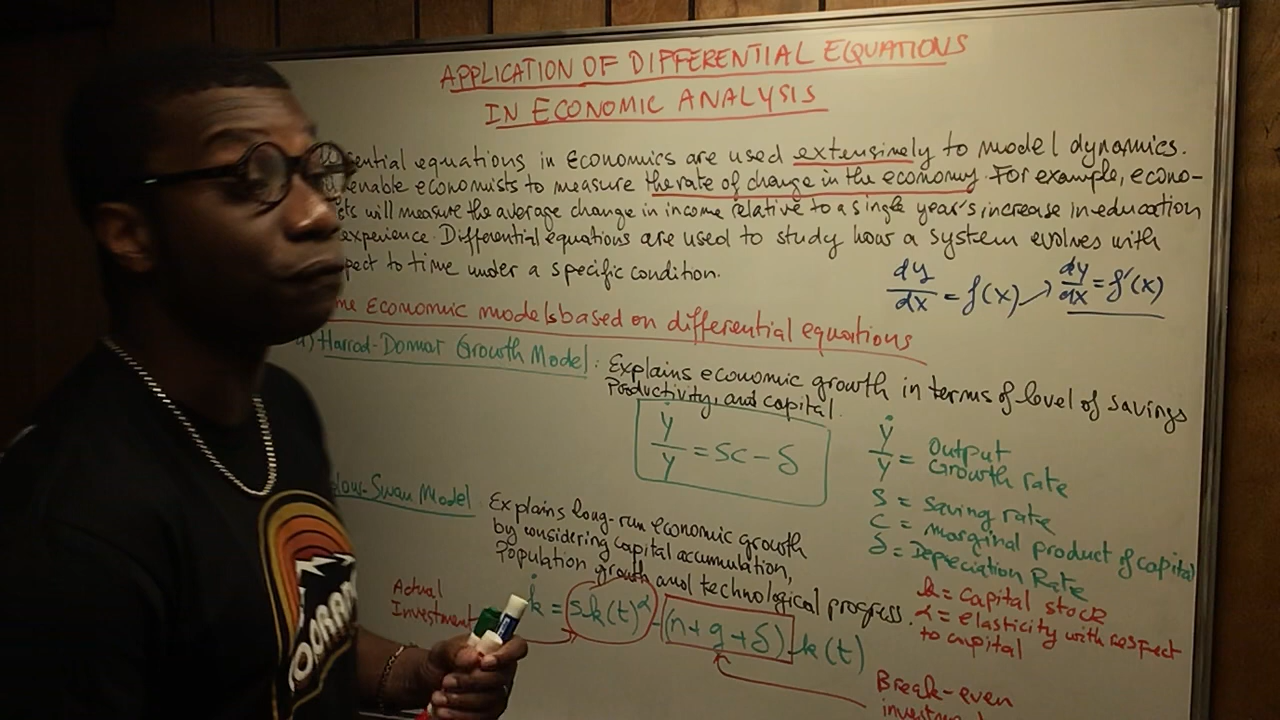 APPLICATION OF DIFFERENTIAL EQUATIONS
IN ECONOMIC ANALYSIS
equations, in Economics are used extensively to model dynamics.
enable economists to measure the rate of change in the economy. For example, econo-
will measure the average change in income relative to a single year's increase in education
experience. Differential equations are used to study how a system evolves with
to time under a specific condition.
dy/dx = f(x) → dy/dx = f'(x)
Economic models based on differential equations
Harrod-Domar Growth Model: Explains economic growth in terms of level of savings
Productivity, and capital.
Ẏ/Y = sc - δ
Ẏ/Y = Output
Growth rate
S = saving rate
C = marginal product of capital
δ = Depeciation Rate
-Swan Model Explains long-run economic growth
by considering capital accumulation,
Population growth and technological progress.
k = Capital stock
α = elasticity with respect
to capital
Actual
Investment
k̇ = sk(t)^α - (n+g+δ) k(t)
Break-even